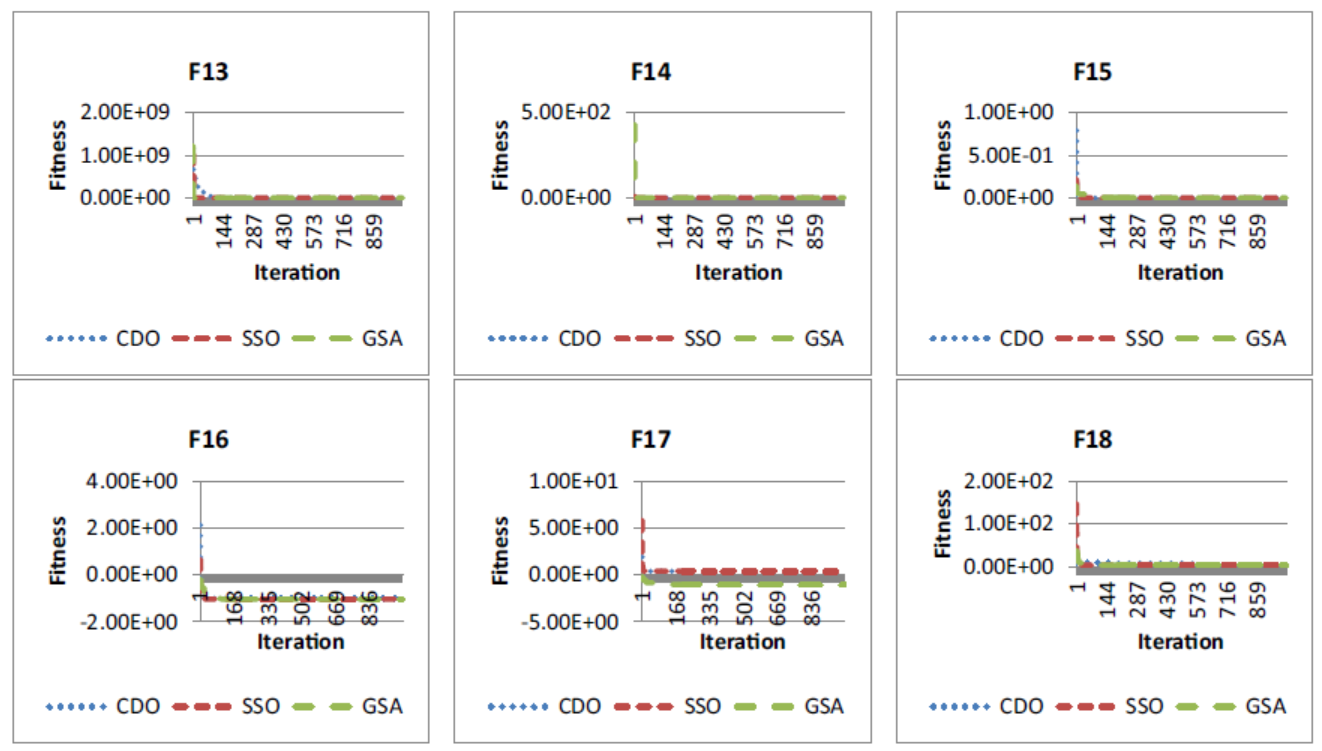 F13
2.00E+09
1.00E+09
0.00E+00
Fitness
1 144 287 430 573 716 859
Iteration
CDO SSO GSA
F14
5.00E+02
0.00E+00
Fitness
1 144 287 430 573 716 859
Iteration
CDO SSO GSA
F15
1.00E+00
5.00E-01
0.00E+00
Fitness
1 144 287 430 573 716 859
Iteration
CDO SSO GSA
F16
4.00E+00
2.00E+00
0.00E+00
-2.00E+00
Fitness
1 168 335 502 669 836
Iteration
CDO SSO GSA
F17
1.00E+01
5.00E+00
0.00E+00
-5.00E+00
Fitness
1 168 335 502 669 836
Iteration
CDO SSO GSA
F18
2.00E+02
1.00E+02
0.00E+00
Fitness
1 144 287 430 573 716 859
Iteration
CDO SSO GSA